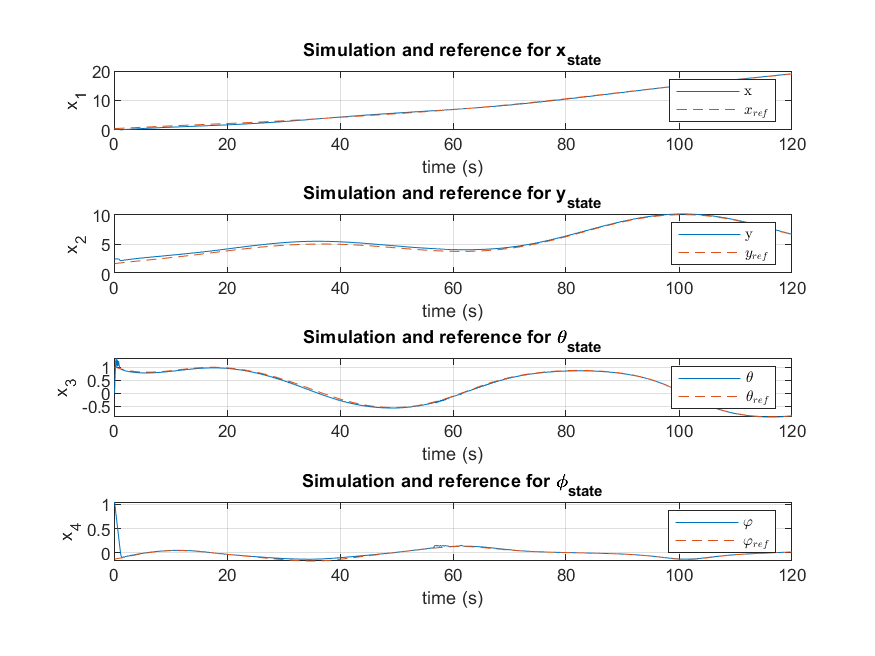 Simulation and reference for x_state
20
10
0
x_1
x
x_ref
0 20 40 60 80 100 120
time (s)
Simulation and reference for y_state
10
5
0
x_2
y
y_ref
0 20 40 60 80 100 120
time (s)
Simulation and reference for θ_state
1
0.5
0
-0.5
x_3
θ
θ_ref
0 20 40 60 80 100 120
time (s)
Simulation and reference for ϕ_state
1
0.5
0
x_4
φ
φ_ref
0 20 40 60 80 100 120
time (s)